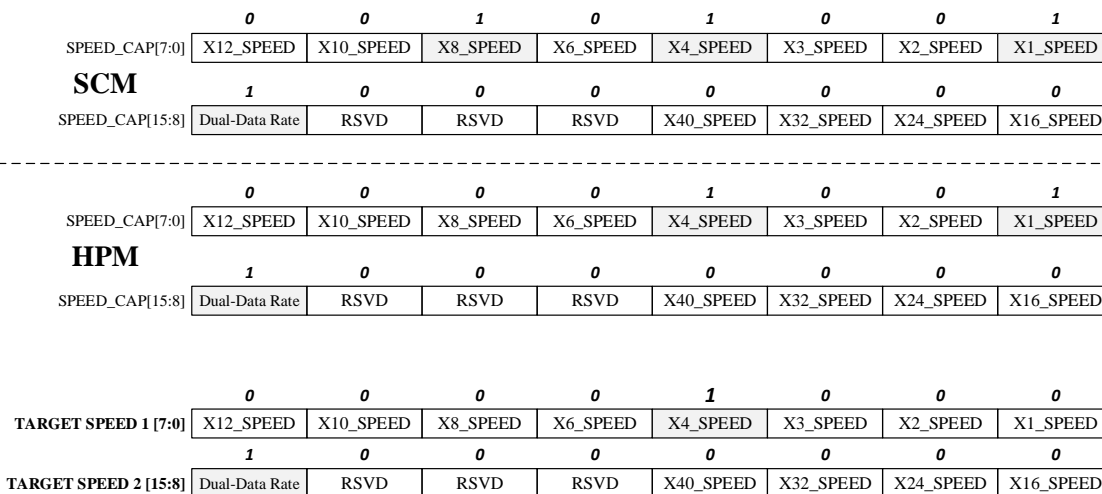 0 0 1 0 1 0 0 1
SPEED_CAP[7:0] X12_SPEED X10_SPEED X8_SPEED X6_SPEED X4_SPEED X3_SPEED X2_SPEED X1_SPEED
SCM
1 0 0 0 0 0 0 0
SPEED_CAP[15:8] Dual-Data Rate RSVD RSVD RSVD X40_SPEED X32_SPEED X24_SPEED X16_SPEED
0 0 0 0 1 0 0 1
SPEED_CAP[7:0] X12_SPEED X10_SPEED X8_SPEED X6_SPEED X4_SPEED X3_SPEED X2_SPEED X1_SPEED
HPM
1 0 0 0 0 0 0 0
SPEED_CAP[15:8] Dual-Data Rate RSVD RSVD RSVD X40_SPEED X32_SPEED X24_SPEED X16_SPEED
0 0 0 0 1 0 0 0
TARGET SPEED 1 [7:0] X12_SPEED X10_SPEED X8_SPEED X6_SPEED X4_SPEED X3_SPEED X2_SPEED X1_SPEED
1 0 0 0 0 0 0 0
TARGET SPEED 2 [15:8] Dual-Data Rate RSVD RSVD RSVD X40_SPEED X32_SPEED X24_SPEED X16_SPEED